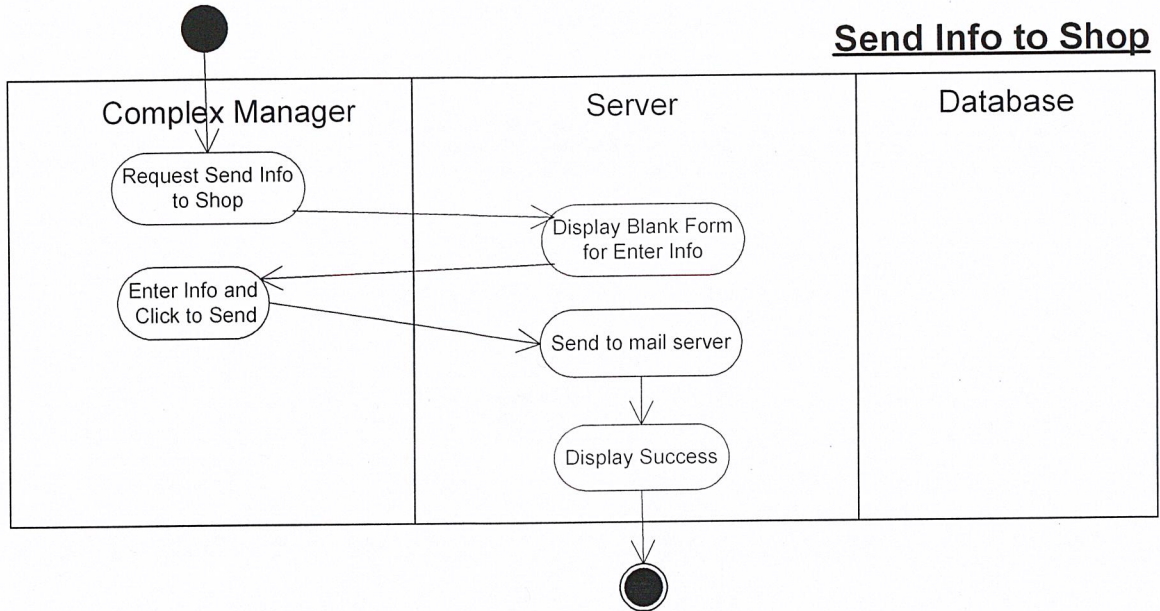 Send Info to Shop
Complex Manager
Server
Database
Request Send Info
to Shop
Display Blank Form
for Enter Info
Enter Info and
Click to Send
Send to mail server
Display Success